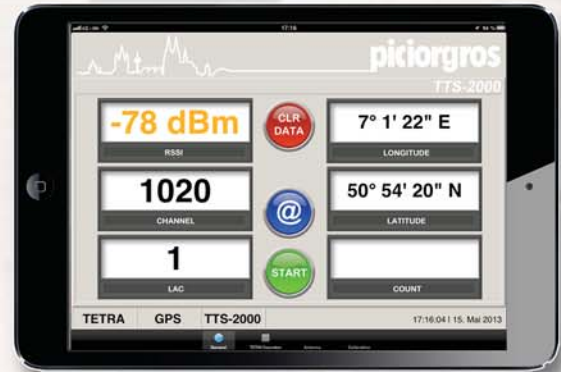 17:16
piciorgros
TTS-2000
-78 dBm
RSSI
CLR
DATA
7° 1' 22" E
LONGITUDE
1020
CHANNEL
@
50° 54' 20" N
LATITUDE
1
LAC
START
COUNT
TETRA GPS TTS-2000
17:16:04 I 15. Mai 2013
General